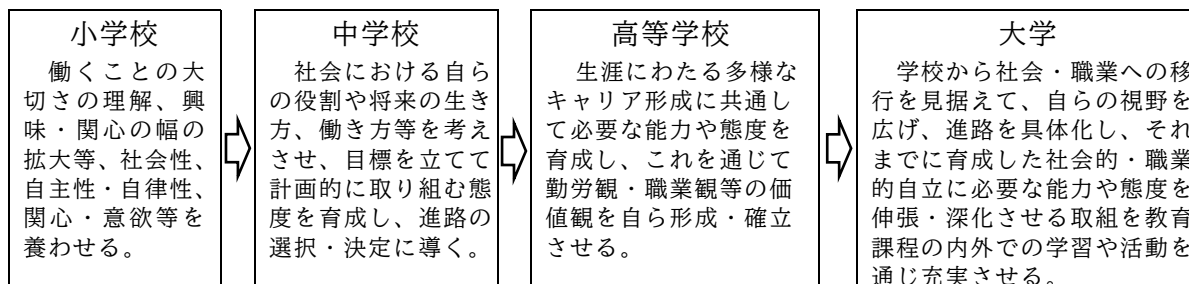 小学校
働くことの大
切さの理解、興
味・関心の幅の
拡大等、社会性、
自主性・自律性、
関心・意欲等を
養わせる。
中学校
社会における自ら
の役割や将来の生き
方、働き方等を考え
させ、目標を立てて
計画的に取り組む態
度を育成し、進路の
選択・決定に導く。
高等学校
生涯にわたる多様な
キャリア形成に共通し
て必要な能力や態度を
育成し、これを通じて
勤労観・職業観等の価
値観を自ら形成・確立
させる。
大学
学校から社会・職業への移
行を見据えて、自らの視野を
広げ、進路を具体化し、それ
までに育成した社会的・職業
的自立に必要な能力や態度を
伸張・深化させる取組を教育
課程の内外での学習や活動を
通じ充実させる。